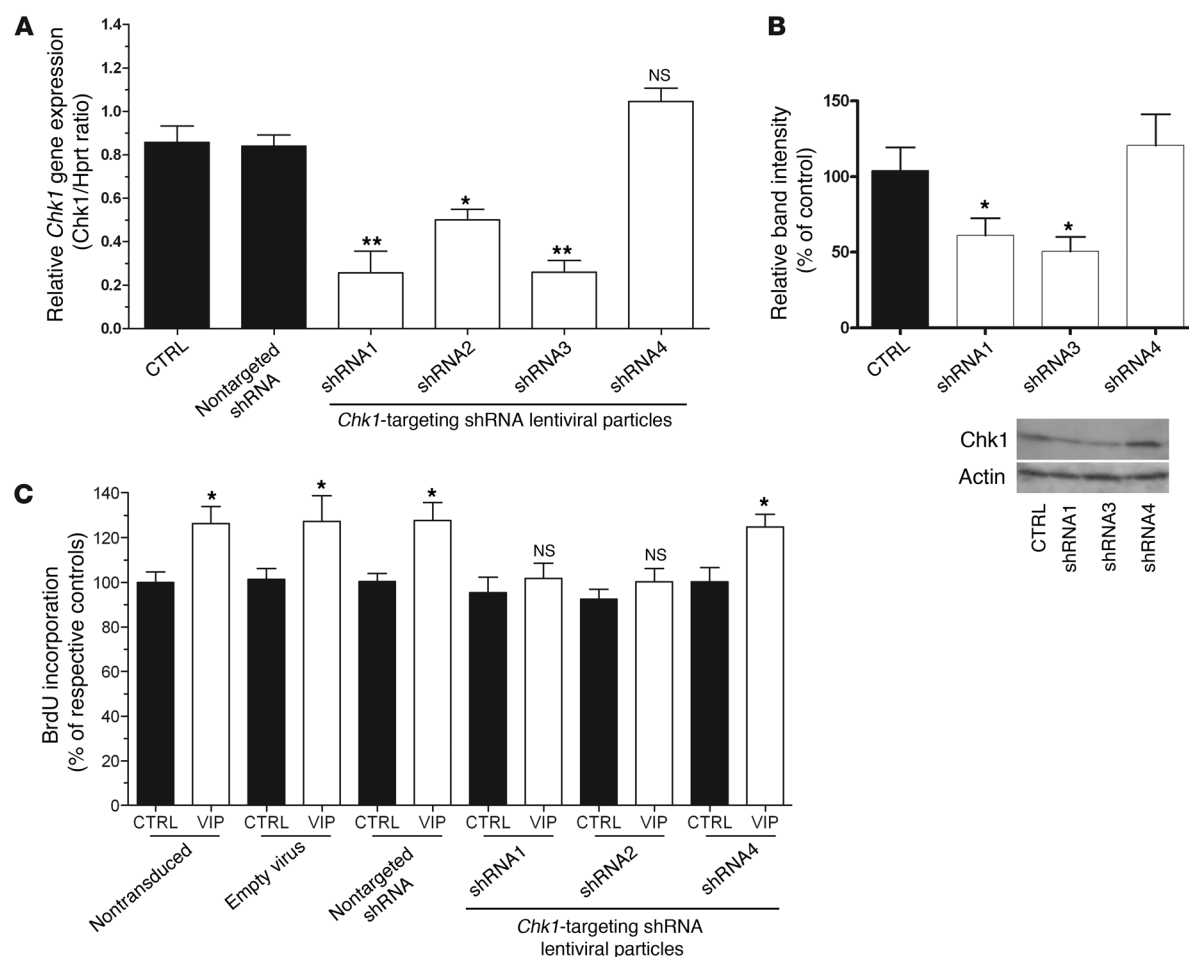 A
Relative Chk1 gene expression
(Chk1/Hprt ratio)
1.4
1.2
1.0
0.8
0.6
0.4
0.2
0.0
**
*
**
NS
CTRL
Nontargeted
shRNA
shRNA1
shRNA2
shRNA3
shRNA4
Chk1-targeting shRNA lentiviral particles
B
Relative band intensity
(% of control)
150
100
50
0
*
*
CTRL
shRNA1
shRNA3
shRNA4
Chk1
Actin
CTRL
shRNA1
shRNA3
shRNA4
C
BrdU incorporation
(% of respective controls)
140
120
100
80
60
40
20
0
*
*
*
NS
NS
*
CTRL VIP CTRL VIP CTRL VIP CTRL VIP CTRL VIP CTRL VIP
Nontransduced
Empty virus
Nontargeted
shRNA
shRNA1
shRNA2
shRNA4
Chk1-targeting shRNA
lentiviral particles